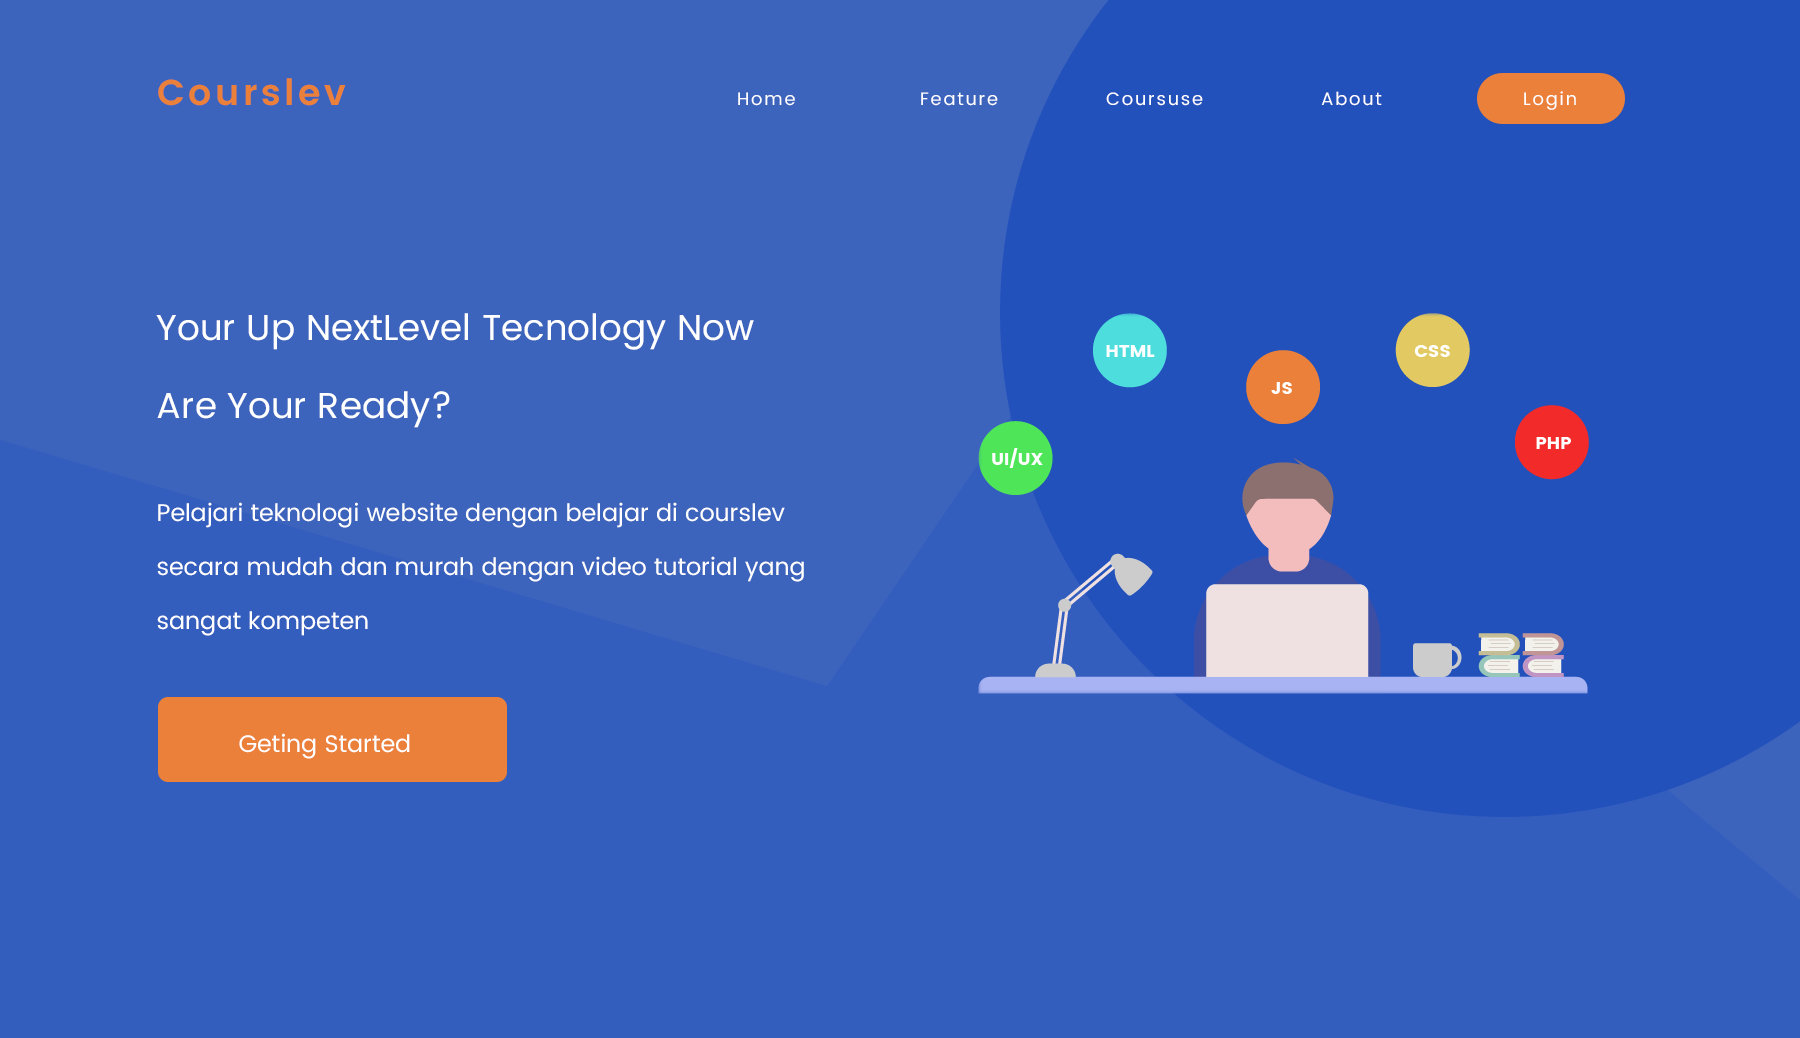 Courslev
Home
Feature
Coursuse
About
Login
Your Up NextLevel Tecnology Now
Are Your Ready?
Pelajari teknologi website dengan belajar di courslev
secara mudah dan murah dengan video tutorial yang
sangat kompeten
Geting Started
HTML
CSS
JS
PHP
UI/UX